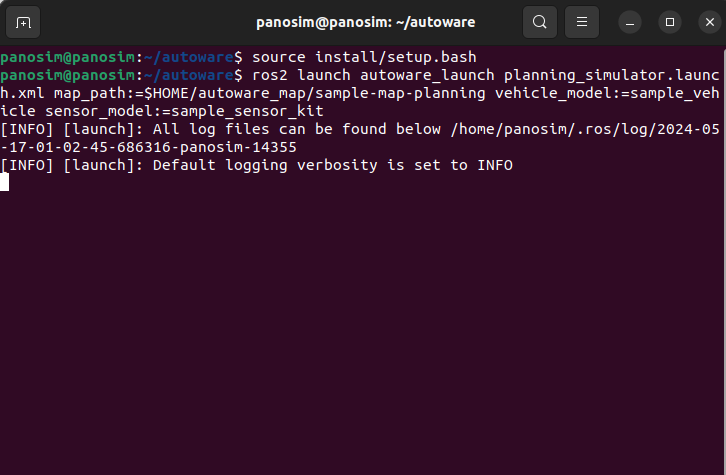 panosim@panosim: ~/autoware
panosim@panosim:~/autoware$ source install/setup.bash
panosim@panosim:~/autoware$ ros2 launch autoware_launch planning_simulator.launc
h.xml map_path:=$HOME/autoware_map/sample-map-planning vehicle_model:=sample_veh
icle sensor_model:=sample_sensor_kit
[INFO] [launch]: All log files can be found below /home/panosim/.ros/log/2024-05
-17-01-02-45-686316-panosim-14355
[INFO] [launch]: Default logging verbosity is set to INFO